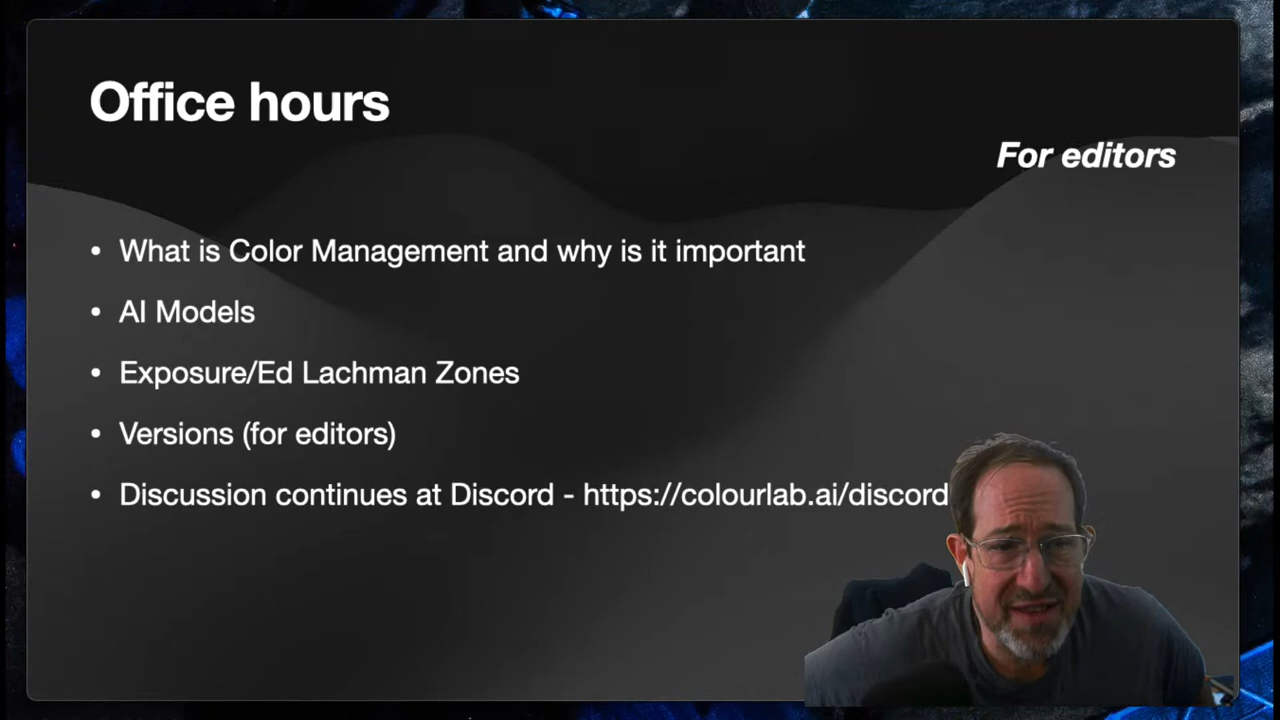 Office hours
For editors
• What is Color Management and why is it important
• AI Models
• Exposure/Ed Lachman Zones
• Versions (for editors)
• Discussion continues at Discord - https://colourlab.ai/discord